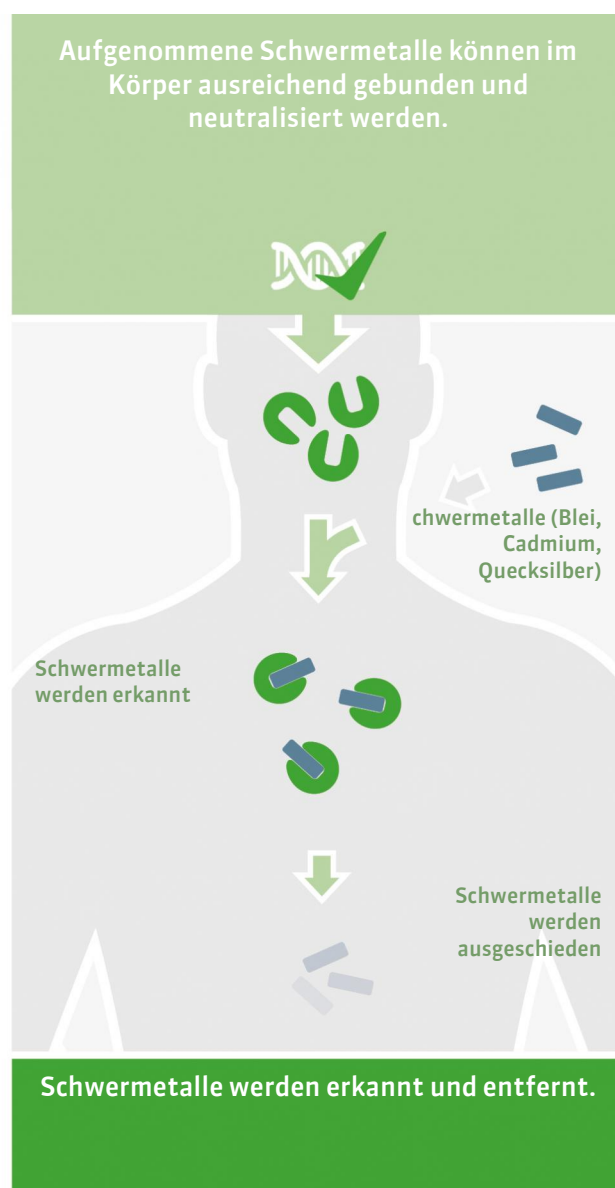 Aufgenommene Schwermetalle können im
Körper ausreichend gebunden und
neutralisiert werden.
chwermetalle (Blei,
Cadmium,
Quecksilber)
Schwermetalle
werden erkannt
Schwermetalle
werden
ausgeschieden
Schwermetalle werden erkannt und entfernt.